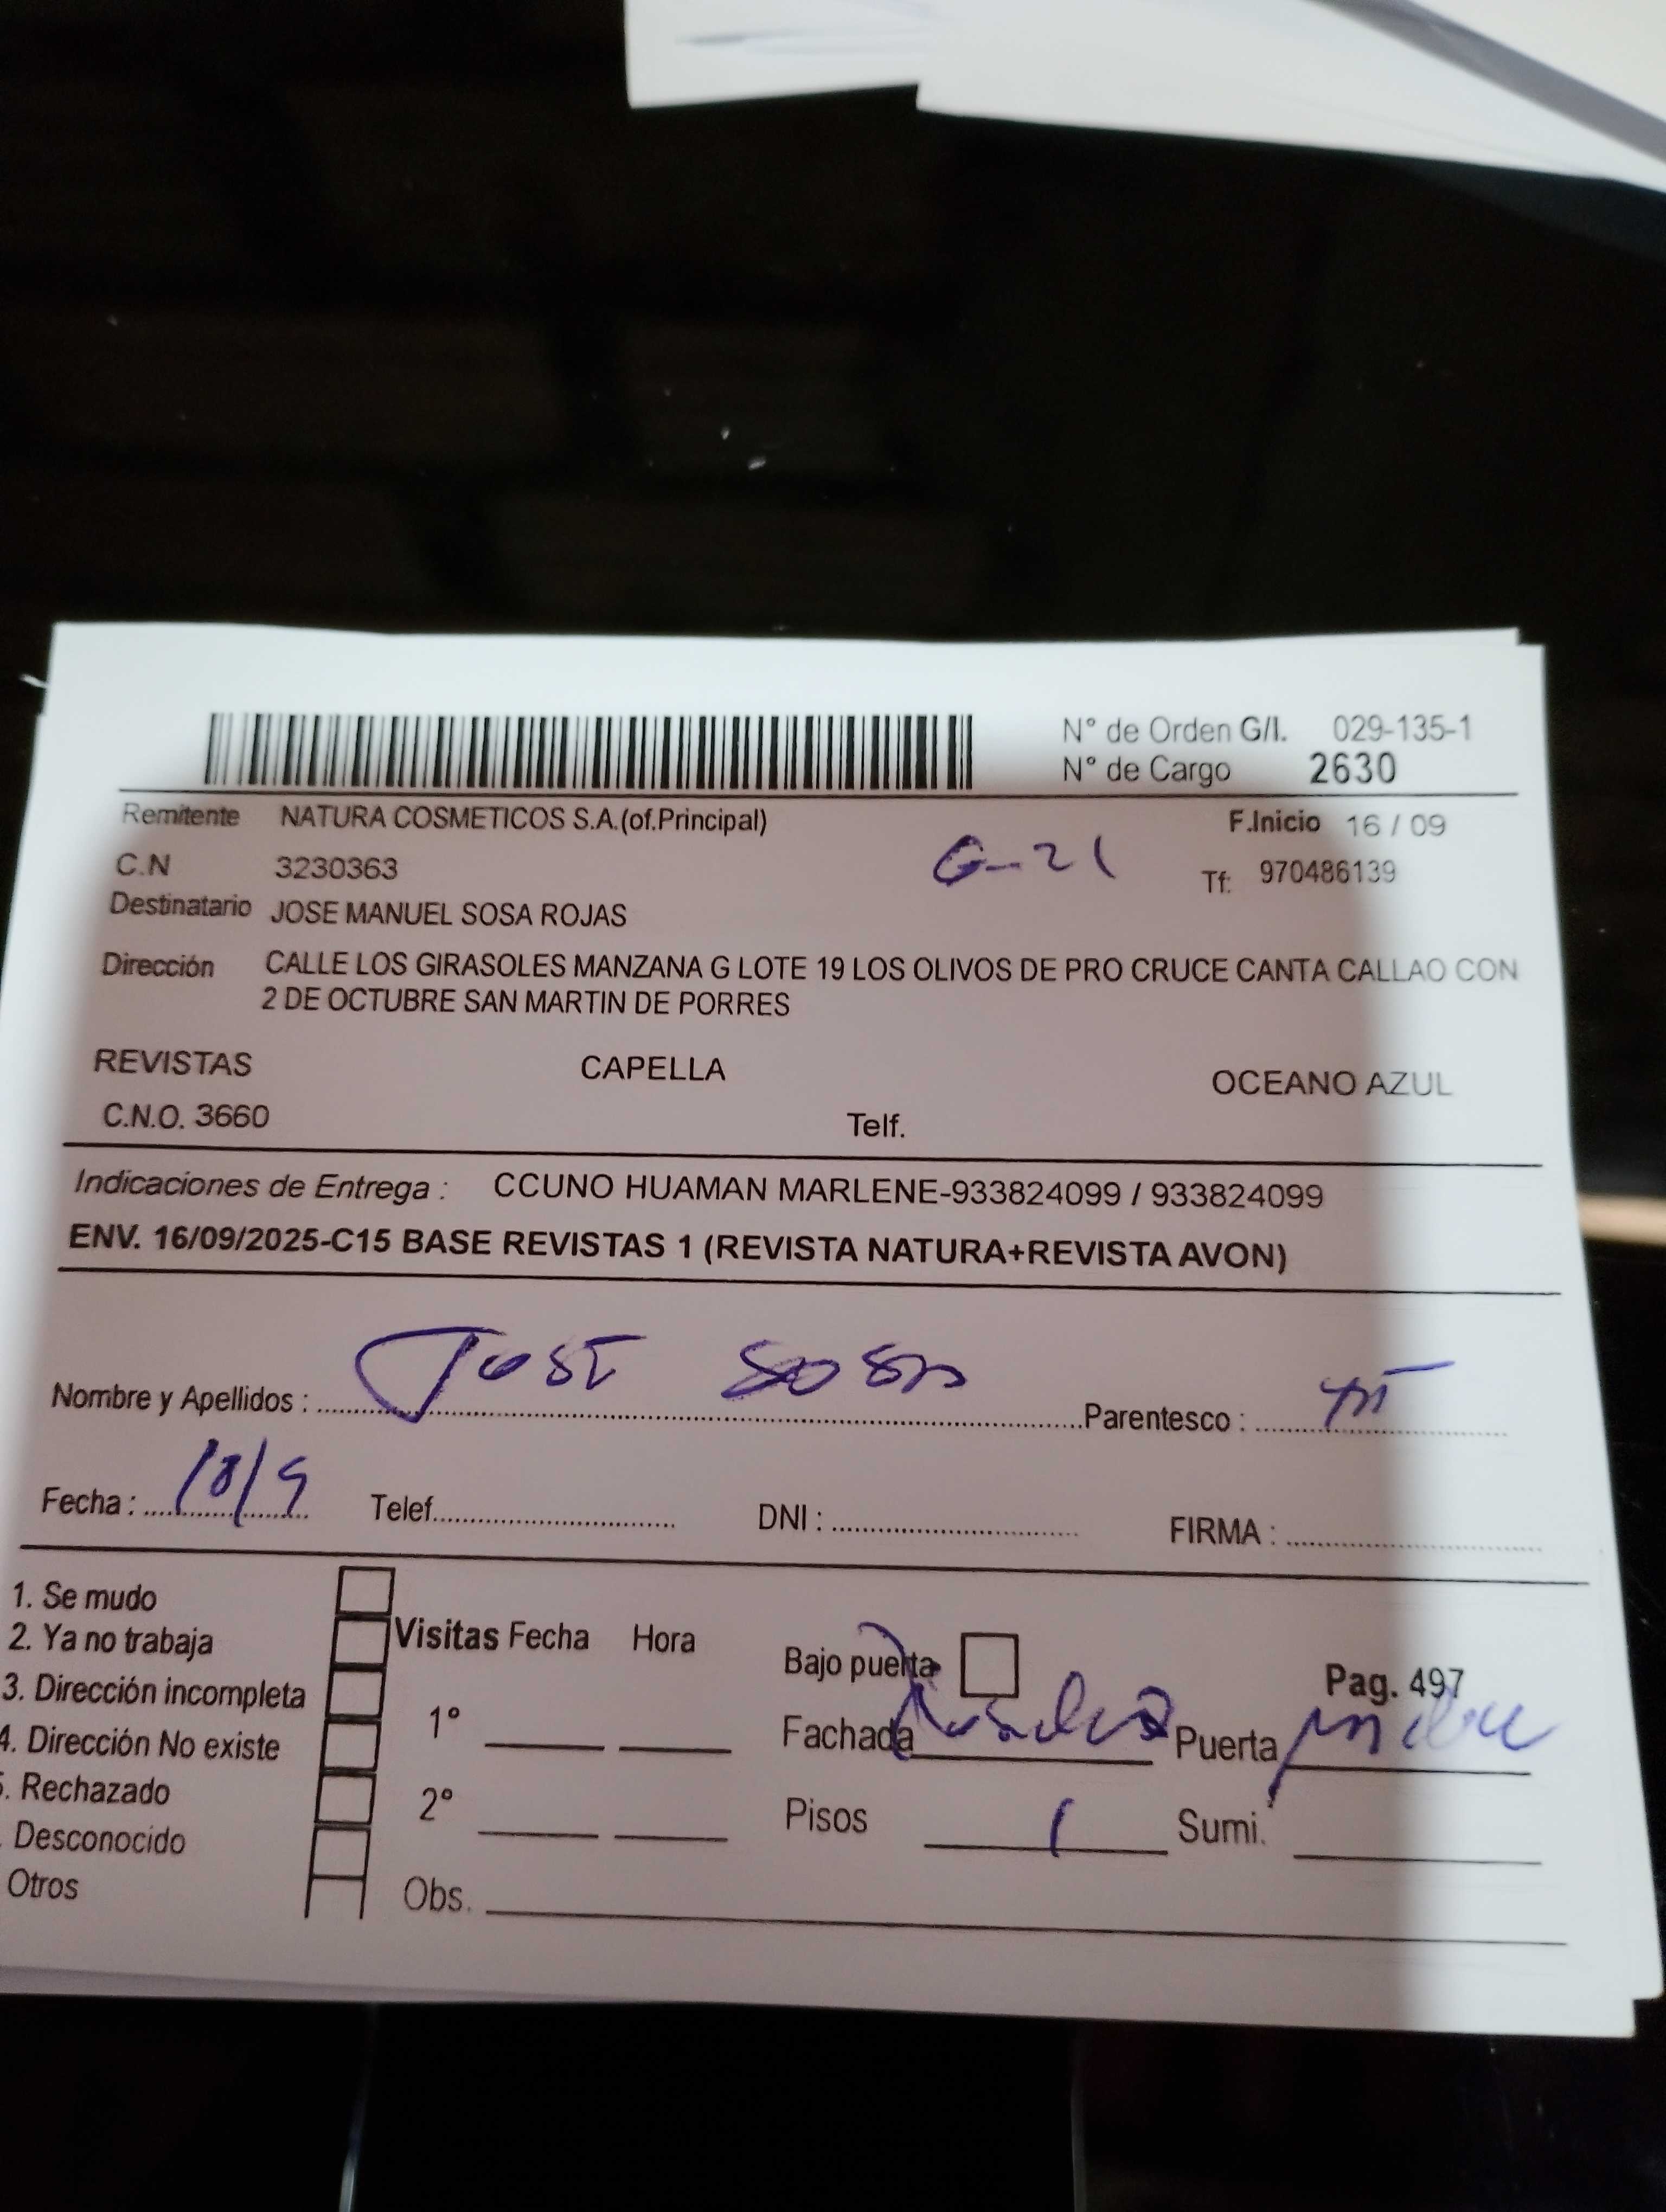 N° de Orden G/I. 029-135-1
N° de Cargo 2630
Remitente NATURA COSMETICOS S.A.(of.Principal)
F.Inicio 16 / 09
C.N 3230363
G-21
Tf: 970486139
Destinatario JOSE MANUEL SOSA ROJAS
Dirección CALLE LOS GIRASOLES MANZANA G LOTE 19 LOS OLIVOS DE PRO CRUCE CANTA CALLAO CON
2 DE OCTUBRE SAN MARTIN DE PORRES
REVISTAS CAPELLA OCEANO AZUL
C.N.O. 3660 Telf.
Indicaciones de Entrega : CCUNO HUAMAN MARLENE-933824099 / 933824099
ENV. 16/09/2025-C15 BASE REVISTAS 1 (REVISTA NATURA+REVISTA AVON)
Nombre y Apellidos : JOSE SOSA Parentesco :
Fecha : 18/9 Telef. DNI : FIRMA :
1. Se mudo
2. Ya no trabaja
3. Dirección incompleta
4. Dirección No existe
. Rechazado
. Desconocido
Otros
Visitas Fecha Hora
1°
2°
Obs.
Bajo puerta
Pag. 497
Fachada Puerta
Pisos 1 Sumi.